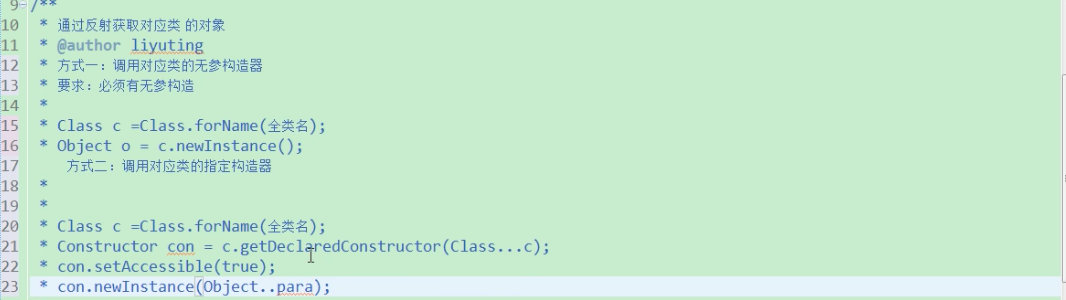 9 /**
10 * 通过反射获取对应类 的对象
11 * @author liyuting
12 * 方式一：调用对应类的无参构造器
13 * 要求：必须有无参构造
14 *
15 * Class c =Class.forName(全类名);
16 * Object o = c.newInstance();
17 方式二：调用对应类的指定构造器
18 *
19 *
20 * Class c =Class.forName(全类名);
21 * Constructor con = c.getDeclaredConstructor(Class...c);
22 * con.setAccessible(true);
23 * con.newInstance(Object..para);